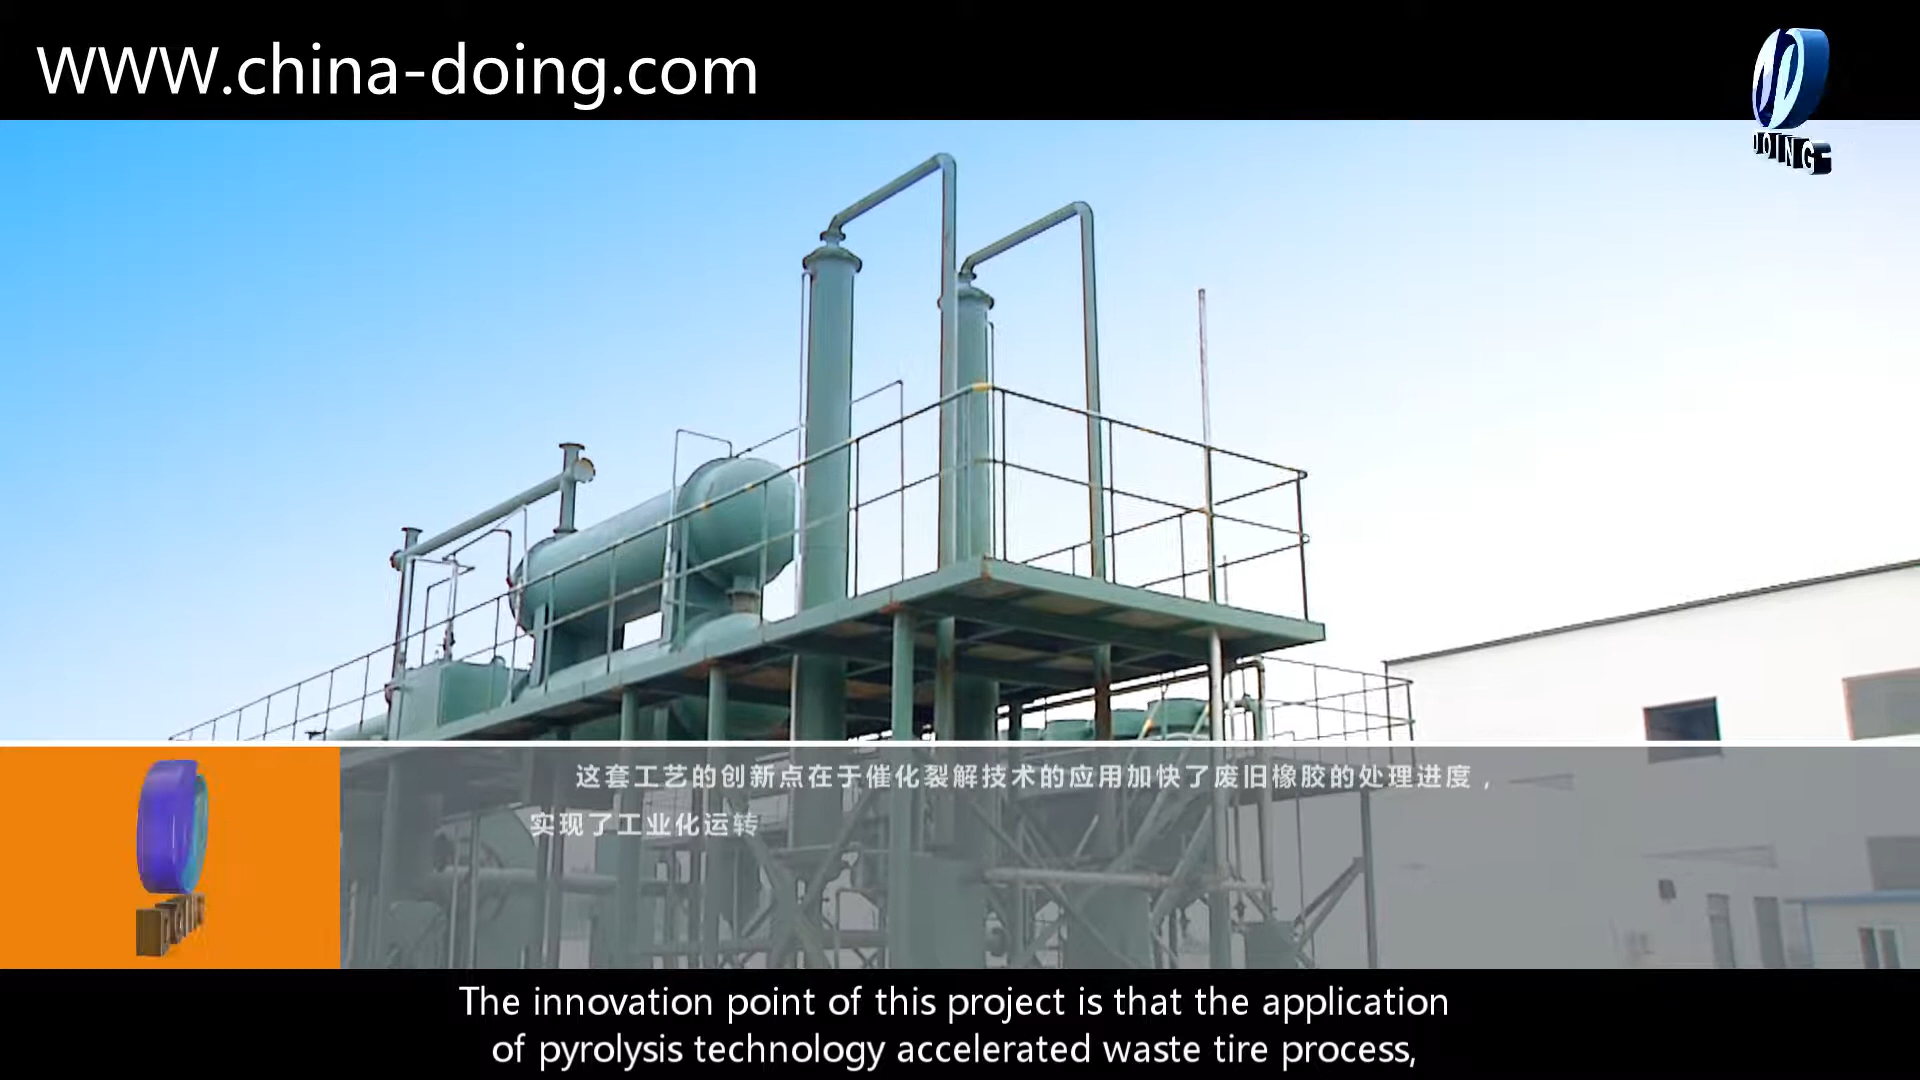 WWW.china-doing.com
DOING
这套工艺的创新点在于催化裂解技术的应用加快了废旧橡胶的处理进度，
实现了工业化运转
The innovation point of this project is that the application
of pyrolysis technology accelerated waste tire process,